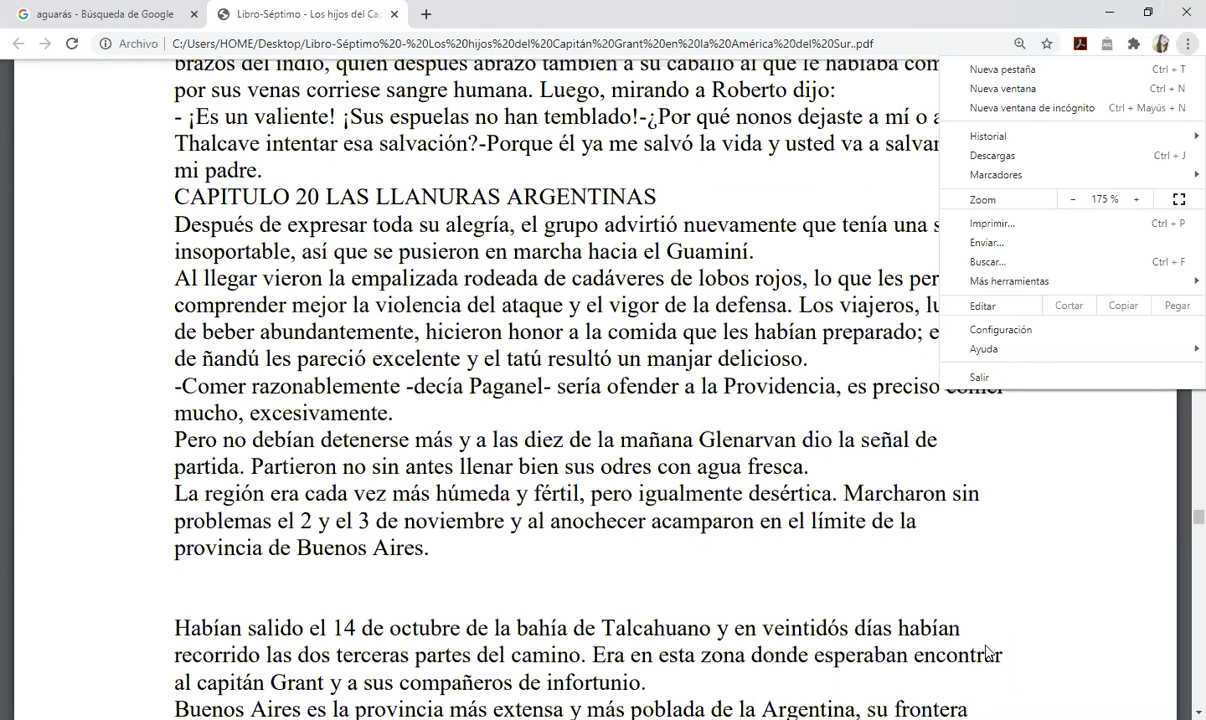 aguarás - Búsqueda de Google
Libro-Séptimo - Los hijos del Ca
Archivo C:/Users/HOME/Desktop/Libro-Séptimo%20-%20Los%20hijos%20del%20Capitán%20Grant%20en%20la%20América%20del%20Sur..pdf
brazos del indio, quien después abrazó también a su caballo al que le hablaba com
por sus venas corriese sangre humana. Luego, mirando a Roberto dijo:
- ¡Es un valiente! ¡Sus espuelas no han temblado!-¿Por qué nonos dejaste a mí o a
Thalcave intentar esa salvación?-Porque él ya me salvó la vida y usted va a salvar
mi padre.
CAPITULO 20 LAS LLANURAS ARGENTINAS
Después de expresar toda su alegría, el grupo advirtió nuevamente que tenía una s
insoportable, así que se pusieron en marcha hacia el Guaminí.
Al llegar vieron la empalizada rodeada de cadáveres de lobos rojos, lo que les per
comprender mejor la violencia del ataque y el vigor de la defensa. Los viajeros, lu
de beber abundantemente, hicieron honor a la comida que les habían preparado; e
de ñandú les pareció excelente y el tatú resultó un manjar delicioso.
-Comer razonablemente -decía Paganel- sería ofender a la Providencia, es preciso comer
mucho, excesivamente.
Pero no debían detenerse más y a las diez de la mañana Glenarvan dio la señal de
partida. Partieron no sin antes llenar bien sus odres con agua fresca.
La región era cada vez más húmeda y fértil, pero igualmente desértica. Marcharon sin
problemas el 2 y el 3 de noviembre y al anochecer acamparon en el límite de la
provincia de Buenos Aires.
Habían salido el 14 de octubre de la bahía de Talcahuano y en veintidós días habían
recorrido las dos terceras partes del camino. Era en esta zona donde esperaban encontrar
al capitán Grant y a sus compañeros de infortunio.
Buenos Aires es la provincia más extensa y más poblada de la Argentina, su frontera
Nueva pestaña Ctrl + T
Nueva ventana Ctrl + N
Nueva ventana de incógnito Ctrl + Mayús + N
Historial
Descargas Ctrl + J
Marcadores
Zoom - 175 % +
Imprimir... Ctrl + P
Enviar...
Buscar... Ctrl + F
Más herramientas
Editar Cortar Copiar Pegar
Configuración
Ayuda
Salir